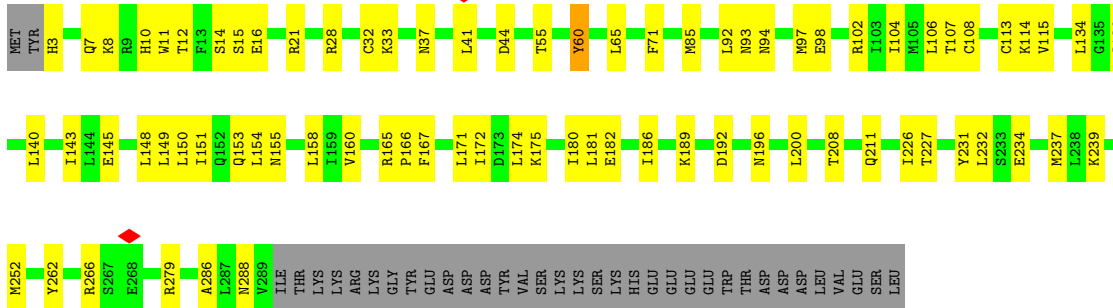 MET TYR H3 Q7 K8 R9 H10 W11 T12 F13 S14 S15 E16 R21 R28 C32 K33 N37 L41 D44 T55 Y60 L65 F71 M85 L92 N93 N94 M97 E98 R102 I103 I104 M105 L106 T107 C108 C113 K114 V115 L134 G135
L140 I143 L144 E145 L148 L149 L150 I151 Q152 Q153 L154 N155 L158 I159 V160 R165 P166 F167 L171 I172 D173 L174 K175 I180 L181 E182 I186 K189 D192 N196 L200 T208 Q211 I226 T227 Y231 L232 S233 E234 M237 L238 K239
M252 Y262 R266 S267 E268 R279 A286 L287 N288 V289 ILE THR LYS LYS ARG LYS GLY TYR GLU ASP ASP ASP TYR VAL SER LYS LYS SER LYS HIS GLU GLU GLU GLU TRP THR ASP ASP ASP LEU VAL GLU SER LEU